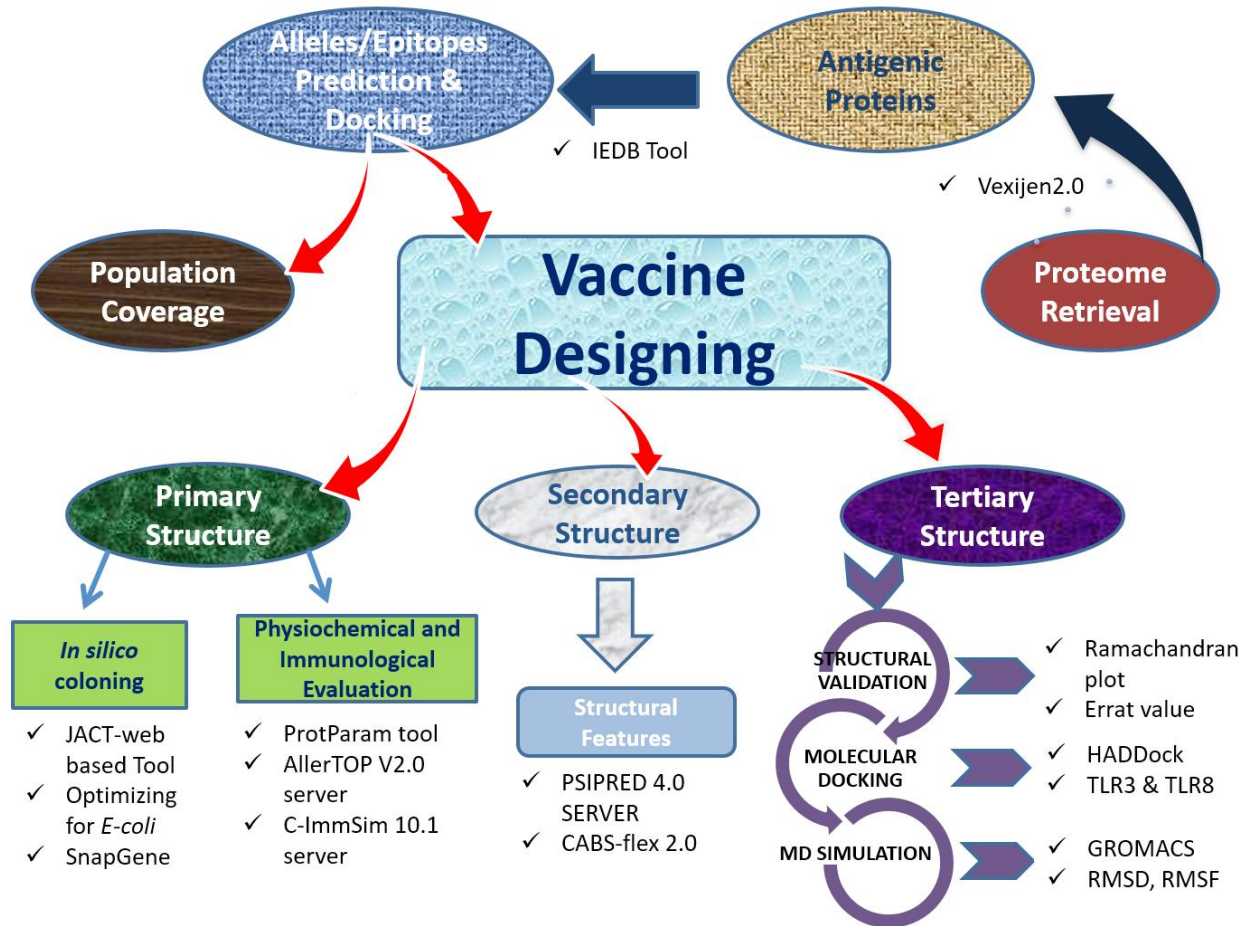 Alleles/Epitopes
Prediction &
Docking
Antigenic
Proteins
✓ IEDB Tool
✓ Vexijen2.0
Population
Coverage
Vaccine
Designing
Proteome
Retrieval
Primary
Structure
Secondary
Structure
Tertiary
Structure
In silico
coloning
✓ JACT-web
based Tool
✓ Optimizing
for E-coli
✓ SnapGene
Physiochemical and
Immunological
Evaluation
✓ ProtParam tool
✓ AllerTOP V2.0
server
✓ C-ImmSim 10.1
server
Structural
Features
✓ PSIPRED 4.0
SERVER
✓ CABS-flex 2.0
STRUCTURAL
VALIDATION
✓ Ramachandran
plot
✓ Errat value
MOLECULAR
DOCKING
✓ HADDock
✓ TLR3 & TLR8
MD SIMULATION
✓ GROMACS
✓ RMSD, RMSF